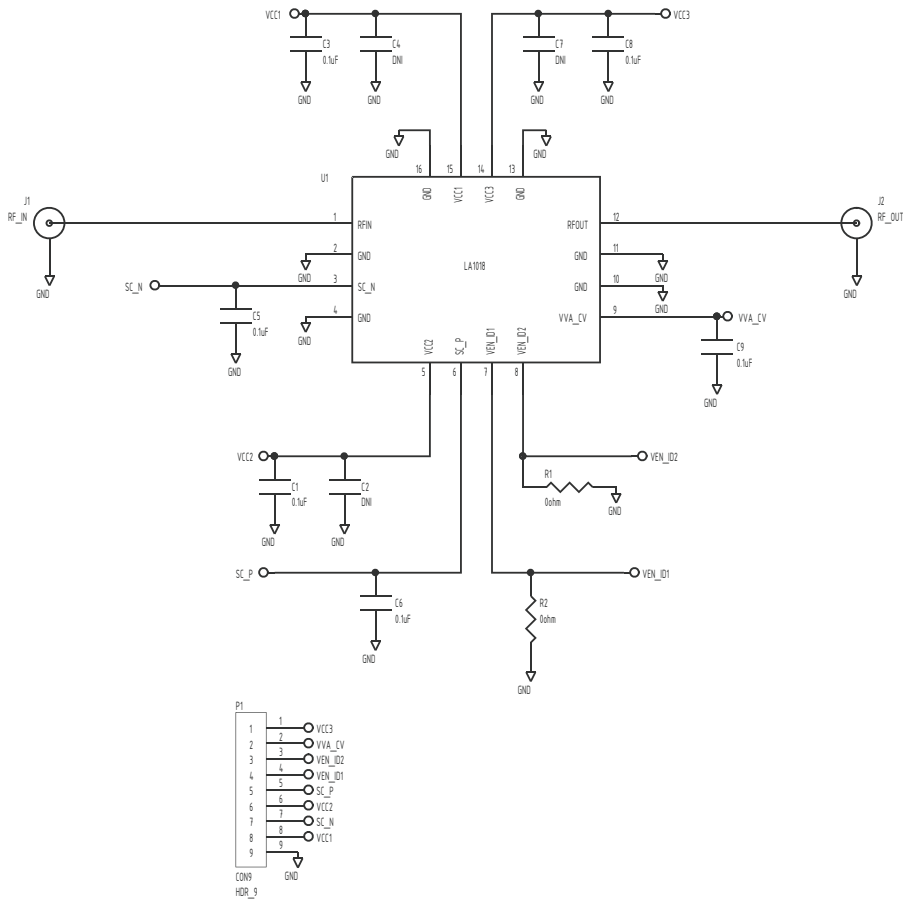 VCC1
VCC3
C3
0.1uF
C4
DNI
C7
DNI
C8
0.1uF
GND
GND
GND
GND
GND
GND
16
15
14
13
U1
GND
VCC1
VCC3
GND
J1
RF_IN
J2
RF_OUT
1
RFIN
RFOUT
12
2
GND
GND
11
GND
LA1018
GND
GND
SC_N
3
SC_N
GND
10
GND
4
GND
VVA_CV
9
GND
VVA_CV
C5
0.1uF
GND
GND
VCC2
SC_P
VEN_ID1
VEN_ID2
C9
0.1uF
GND
5
6
7
8
GND
VCC2
VEN_ID2
C1
0.1uF
C2
DNI
R1
0ohm
GND
GND
GND
SC_P
VEN_ID1
C6
0.1uF
R2
0ohm
GND
GND
P1
1
1
VCC3
2
2
VVA_CV
3
3
VEN_ID2
4
4
VEN_ID1
5
5
SC_P
6
6
VCC2
7
7
SC_N
8
8
VCC1
9
9
GND
CON9
HDR_9